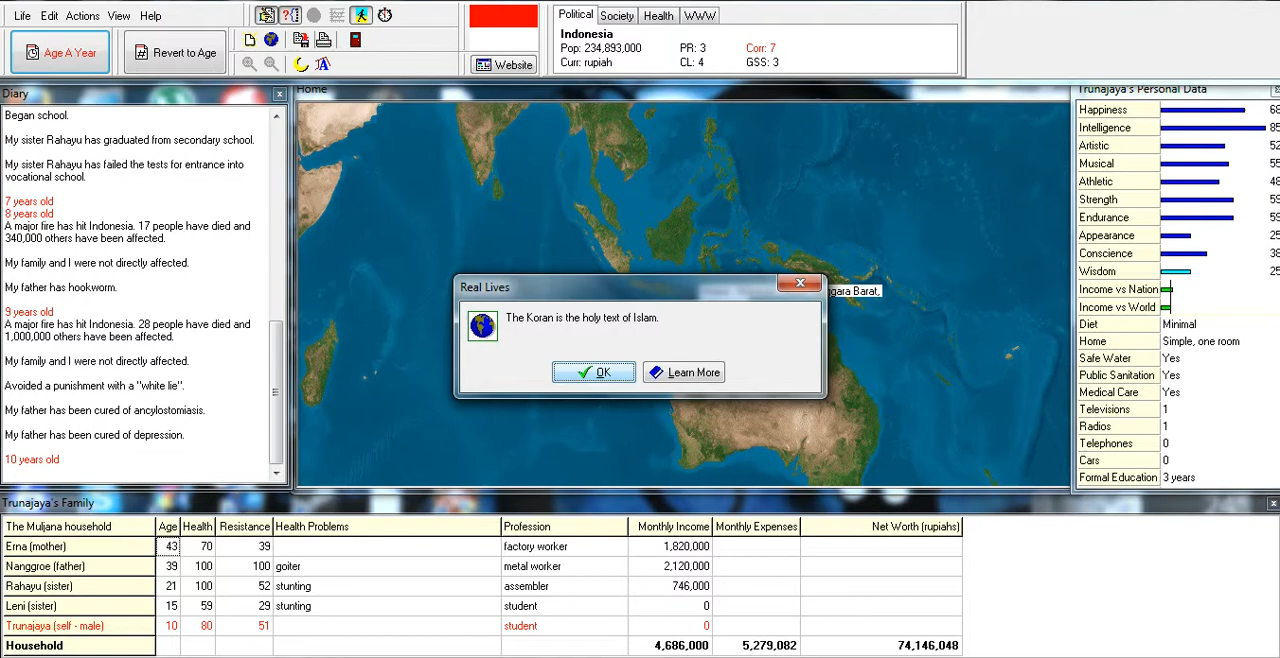 Life Edit Actions View Help
Age A Year
Revert to Age
Website
Political Society Health WWW
Indonesia
Pop: 234,893,000 PR: 3 Corr: 7
Curr: rupiah CL: 4 GSS: 3
Diary
Began school.
My sister Rahayu has graduated from secondary school.
My sister Rahayu has failed the tests for entrance into
vocational school.
7 years old
8 years old
A major fire has hit Indonesia. 17 people have died and
340,000 others have been affected.
My family and I were not directly affected.
My father has hookworm.
9 years old
A major fire has hit Indonesia. 28 people have died and
1,000,000 others have been affected.
My family and I were not directly affected.
Avoided a punishment with a "white lie".
My father has been cured of ancylostomiasis.
My father has been cured of depression.
10 years old
Home
ngara Barat,
Real Lives
The Koran is the holy text of Islam.
OK
Learn More
Trunajaya's Personal Data
Happiness 68
Intelligence 85
Artistic 52
Musical 55
Athletic 48
Strength 59
Endurance 59
Appearance 25
Conscience 38
Wisdom 25
Income vs Nation
Income vs World
Diet Minimal
Home Simple, one room
Safe Water Yes
Public Sanitation Yes
Medical Care Yes
Televisions 1
Radios 1
Telephones 0
Cars 0
Formal Education 3 years
Trunajaya's Family
The Muljana household Age Health Resistance Health Problems Profession Monthly Income Monthly Expenses Net Worth (rupiahs)
Erna (mother) 43 70 39 factory worker 1,820,000
Nanggroe (father) 39 100 100 goiter metal worker 2,120,000
Rahayu (sister) 21 100 52 stunting assembler 746,000
Leni (sister) 15 59 29 stunting student 0
Trunajaya (self - male) 10 80 51 student 0
Household 4,686,000 5,279,082 74,146,048